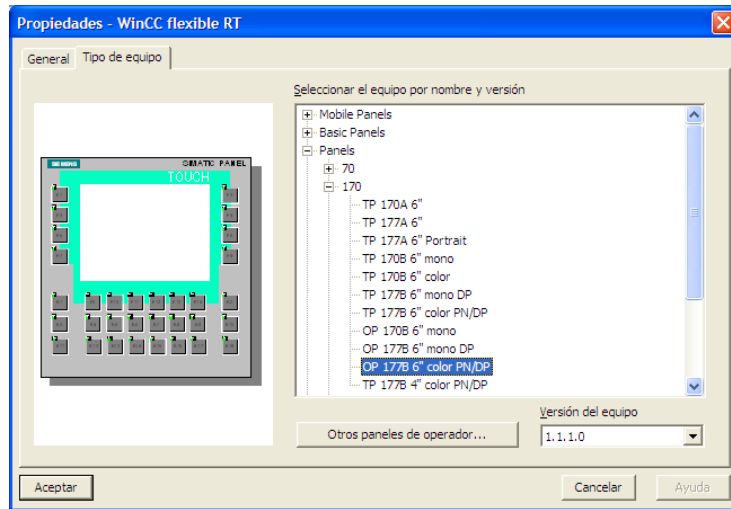 Propiedades - WinCC flexible RT
General Tipo de equipo
Seleccionar el equipo por nombre y versión
Mobile Panels
Basic Panels
Panels
70
170
TP 170A 6"
TP 177A 6"
TP 177A 6" Portrait
TP 170B 6" mono
TP 170B 6" color
TP 177B 6" mono DP
TP 177B 6" color PN/DP
OP 170B 6" mono
OP 177B 6" mono DP
OP 177B 6" color PN/DP
TP 177B 4" color PN/DP
SIEMENS SIMATIC PANEL
TOUCH
Versión del equipo
Otros paneles de operador... 1.1.1.0
Aceptar Cancelar Ayuda